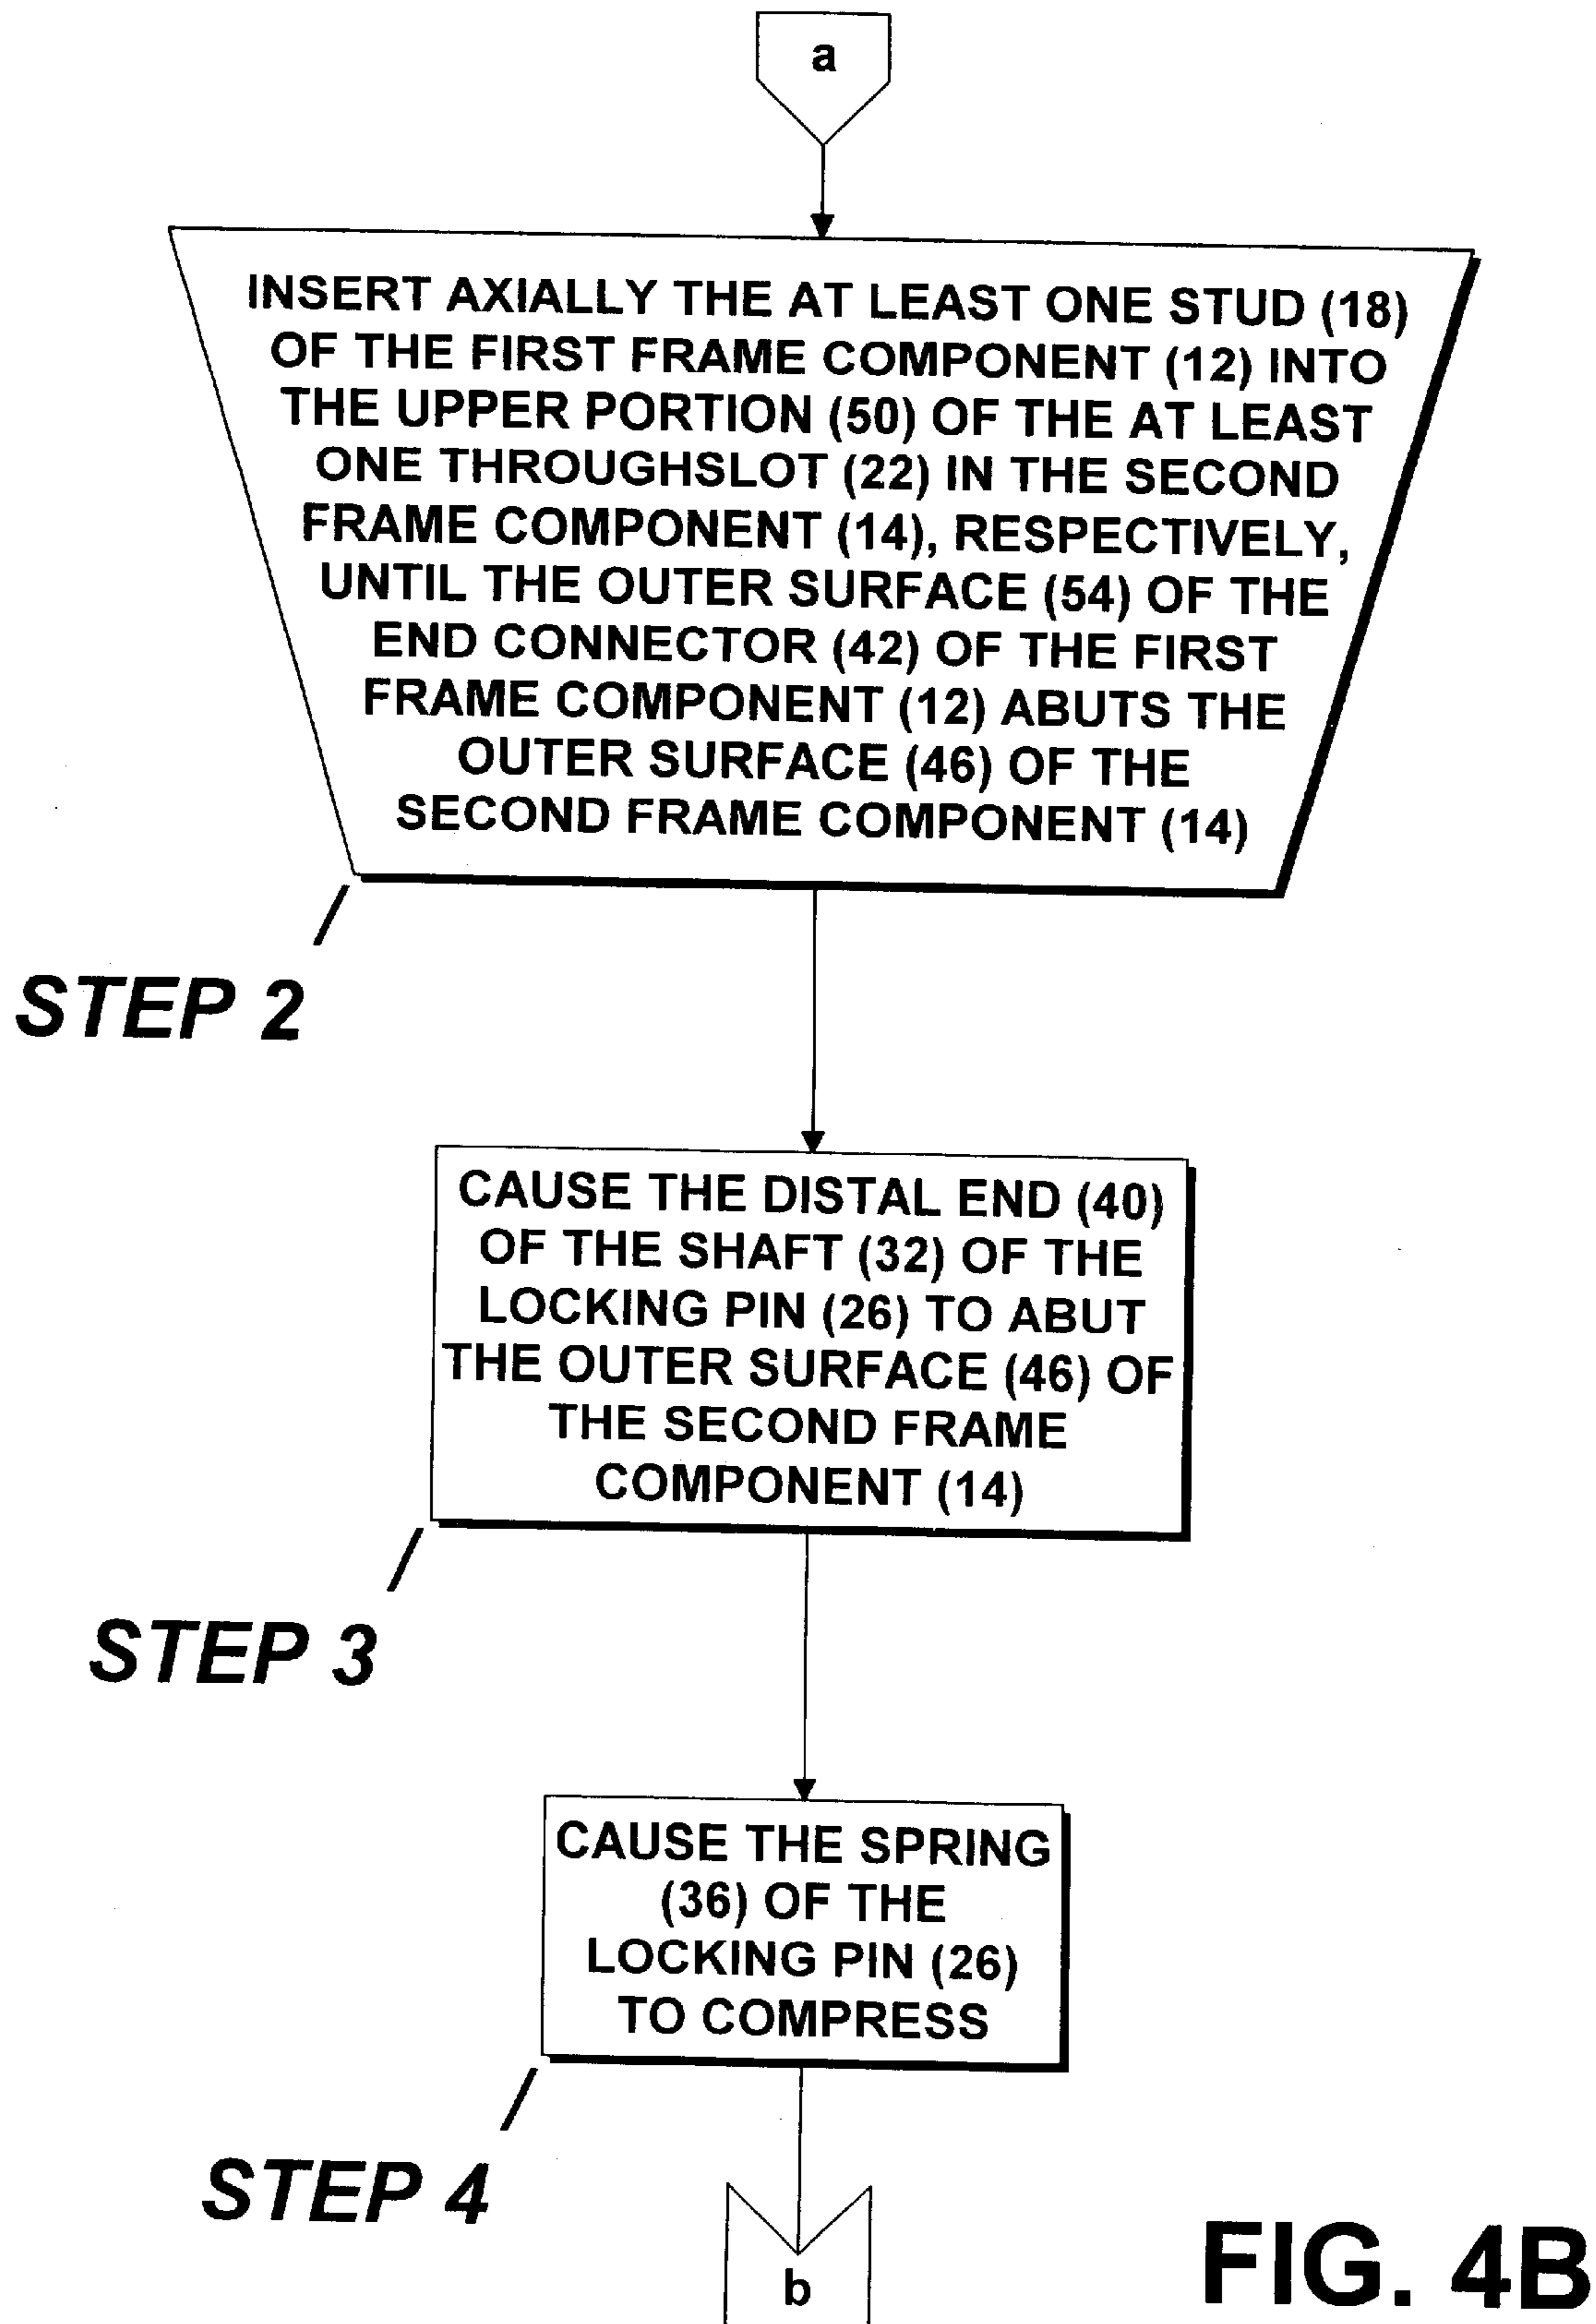 a
INSERT AXIALLY THE AT LEAST ONE STUD (18)
OF THE FIRST FRAME COMPONENT (12) INTO
THE UPPER PORTION (50) OF THE AT LEAST
ONE THROUGHSLOT (22) IN THE SECOND
FRAME COMPONENT (14), RESPECTIVELY,
UNTIL THE OUTER SURFACE (54) OF THE
END CONNECTOR (42) OF THE FIRST
FRAME COMPONENT (12) ABUTS THE
OUTER SURFACE (46) OF THE
SECOND FRAME COMPONENT (14)
STEP 2
CAUSE THE DISTAL END (40)
OF THE SHAFT (32) OF THE
LOCKING PIN (26) TO ABUT
THE OUTER SURFACE (46) OF
THE SECOND FRAME
COMPONENT (14)
STEP 3
CAUSE THE SPRING
(36) OF THE
LOCKING PIN (26)
TO COMPRESS
STEP 4
b
FIG. 4B